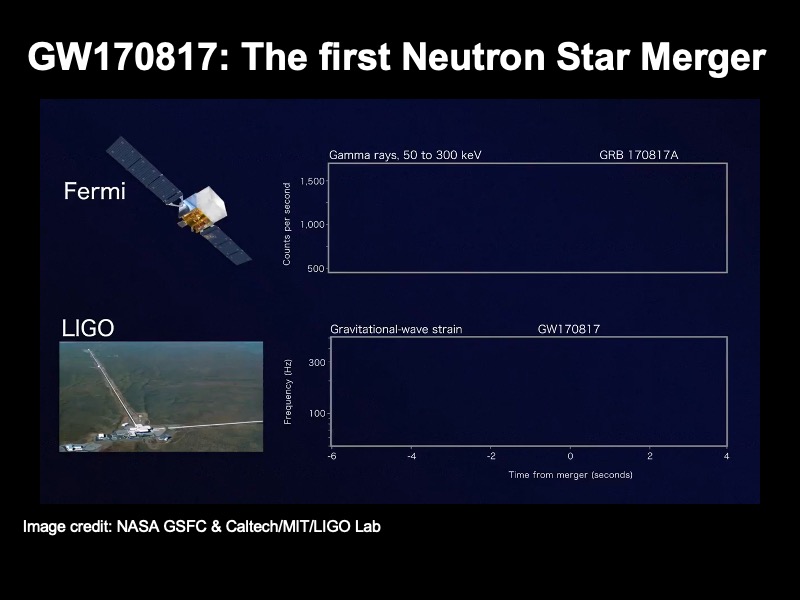 GW170817: The first Neutron Star Merger
Fermi
Gamma rays, 50 to 300 keV
GRB 170817A
Counts per second
1,500
1,000
500
LIGO
Gravitational-wave strain
GW170817
Frequency (Hz)
300
100
-6 -4 -2 0 2 4
Time from merger (seconds)
Image credit: NASA GSFC & Caltech/MIT/LIGO Lab